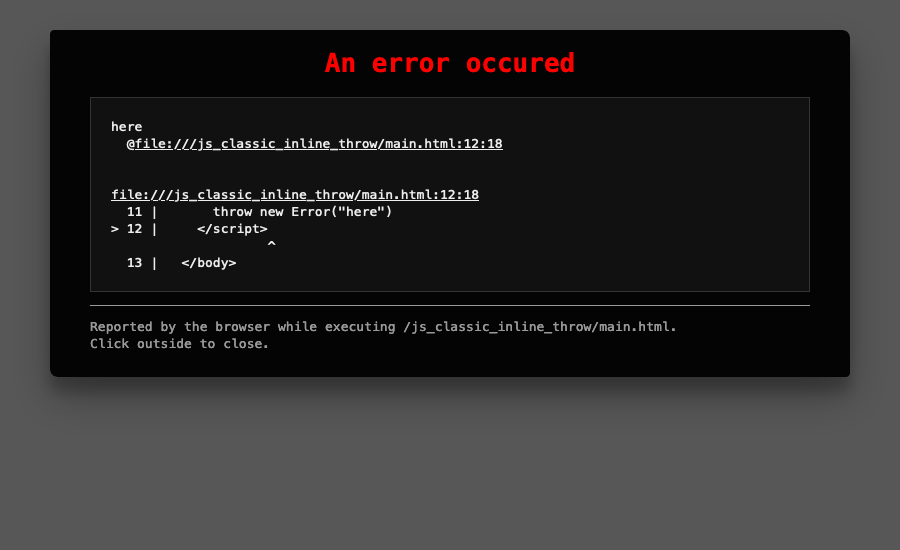 An error occured
here
  @file:///js_classic_inline_throw/main.html:12:18
file:///js_classic_inline_throw/main.html:12:18
  11 |       throw new Error("here")
> 12 |     </script>
                    ^
  13 |   </body>
Reported by the browser while executing /js_classic_inline_throw/main.html.
Click outside to close.